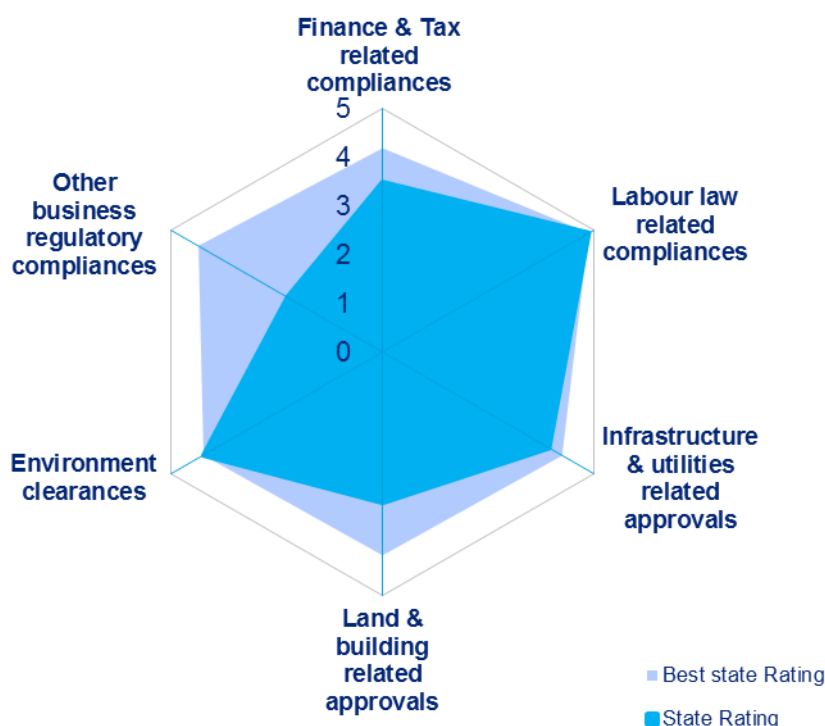 Finance & Tax
related
compliances
5
4
3
2
1
0
Labour law
related
compliances
Infrastructure
& utilities
related
approvals
Land &
building
related
approvals
Environment
clearances
Other
business
regulatory
compliances
Best state Rating
State Rating